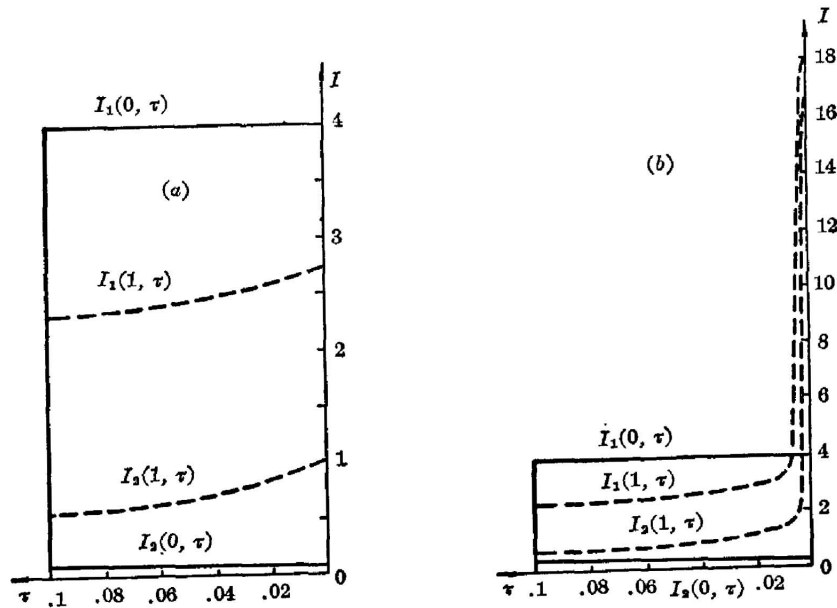 I
I₁(0, τ)
4
(a)
3
I₁(1, τ)
2
I₂(1, τ)
1
I₂(0, τ)
0
τ .1 .08 .06 .04 .02
I
18
16
(b)
14
12
10
8
6
I₁(0, τ)
4
I₁(1, τ)
2
I₂(1, τ)
0
τ .1 .06 I₂(0, τ) .02